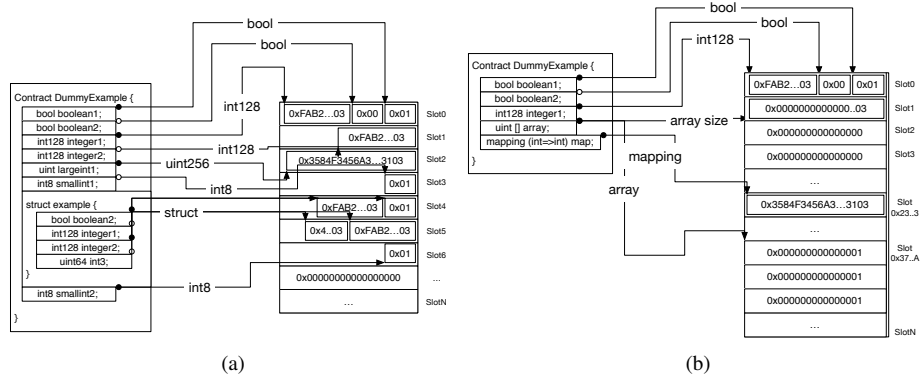 bool
bool
Contract DummyExample {
bool boolean1;
bool boolean2;
int128 integer1;
int128 integer2;
uint largeint1;
int8 smallint1;
struct example {
bool boolean2;
int128 integer1;
int128 integer2;
uint64 int3;
}
int8 smallint2;
}
int128
int128
uint256
int8
struct
int8
0xFAB2...03 0x00 0x01 Slot0
0xFAB2...03 Slot1
0x3584F3456A3...3103 Slot2
0x01 Slot3
0xFAB2...03 0x01 Slot4
0x4..03 0xFAB2...03 Slot5
0x01 Slot6
0x00000000000000000 ...
... SlotN
(a)
bool
bool
int128
Contract DummyExample {
bool boolean1;
bool boolean2;
int128 integer1;
uint [] array;
mapping (int=>int) map;
}
array size
mapping
array
0xFAB2...03 0x00 0x01 Slot0
0x0000000000000..03 Slot1
0x000000000000000 Slot2
0x000000000000000 Slot3
...
0x3584F3456A3...3103 Slot 0x23..3
...
0x000000000000001 Slot 0x37..A
0x000000000000001
0x000000000000001
... SlotN
(b)